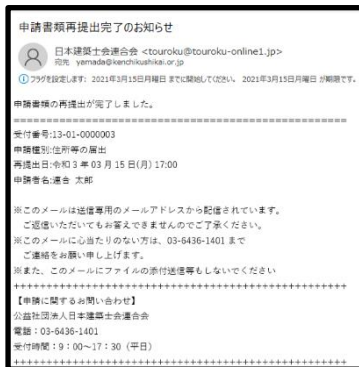 申請書類再提出完了のお知らせ
日本建築士会連合会 <touroku@touroku-online1.jp>
宛先 yamada@kenchikushikai.or.jp
フラグを設定します: 2021年3月15日月曜日 までに開始してください。 2021年3月15日月曜日 が期限です。
申請書類の再提出が完了しました。
==================================================
受付番号:13-01-0000003
申請種別:住所等の届出
再提出日:令和 3 年 03 月 15 日(月) 17:00
申請者名:連合 太郎
※このメールは送信専用のメールアドレスから配信されています。
ご返信いただいてもお答えできませんのでご了承ください。
※このメールに心当たりのない方は、03-6436-1401 まで
ご連絡をお願い申し上げます。
※また、このメールにファイルの添付送信等もしないでください
++++++++++++++++++++++++++++++++++++++++++++++++++
【申請に関するお問い合わせ】
公益社団法人日本建築士会連合会
電話：03-6436-1401
受付時間：9：00～17：30（平日）
++++++++++++++++++++++++++++++++++++++++++++++++++